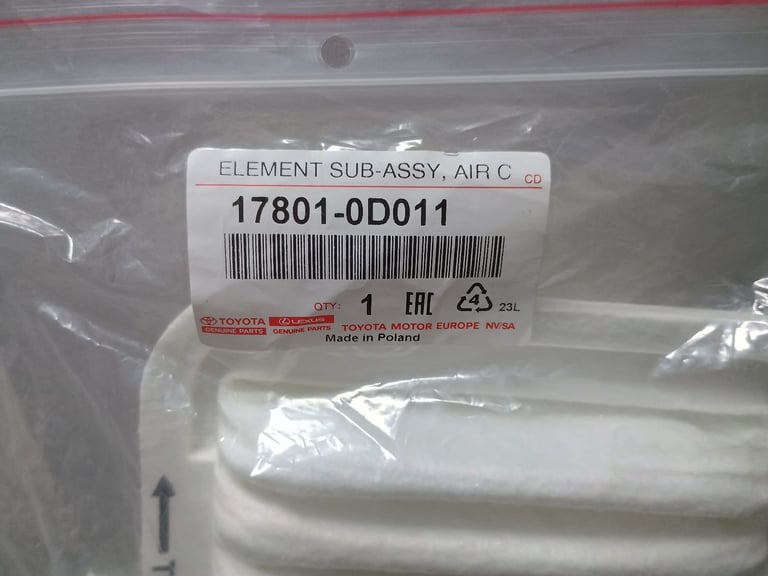 ELEMENT SUB-ASSY, AIR C CD
17801-0D011
QTY: 1 EAC 4 23L
TOYOTA LEXUS
GENUINE PARTS GENUINE PARTS TOYOTA MOTOR EUROPE NV/SA
Made in Poland
T